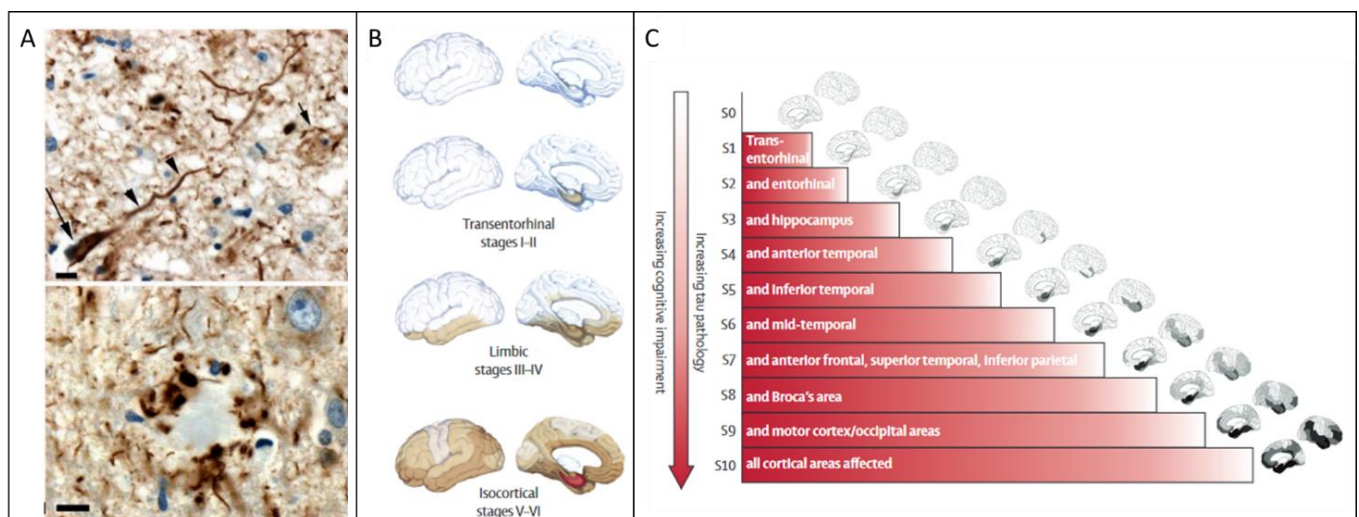 A
B
Transentorhinal
stages I–II
Limbic
stages III–IV
Isocortical
stages V–VI
C
Increasing cognitive impairment
Increasing tau pathology
S0
S1
Trans-
entorhinal
S2
and entorhinal
S3
and hippocampus
S4
and anterior temporal
S5
and Inferior temporal
S6
and mid-temporal
S7
and anterior frontal, superior temporal, Inferior parietal
S8
and Broca's area
S9
and motor cortex/occipital areas
S10
all cortical areas affected